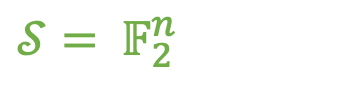 𝒮 = 𝔽₂ⁿ